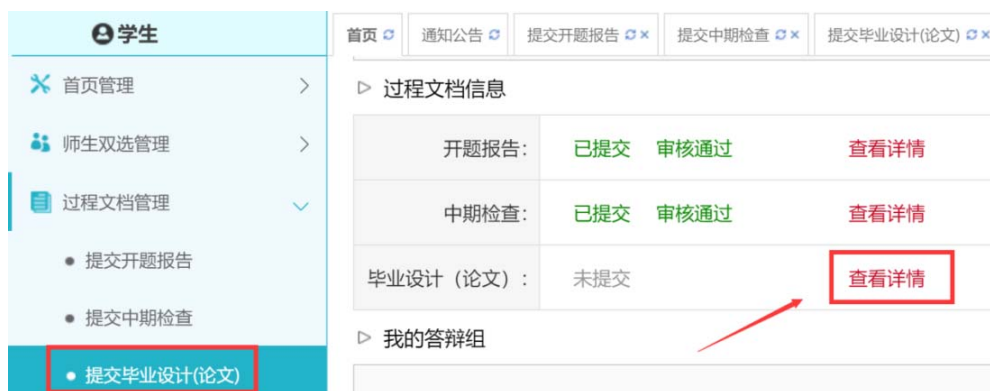 学生
首页 通知公告 提交开题报告 提交中期检查 提交毕业设计(论文)
首页管理
师生双选管理
过程文档管理
提交开题报告
提交中期检查
提交毕业设计(论文)
过程文档信息
开题报告: 已提交 审核通过 查看详情
中期检查: 已提交 审核通过 查看详情
毕业设计（论文）: 未提交 查看详情
我的答辩组